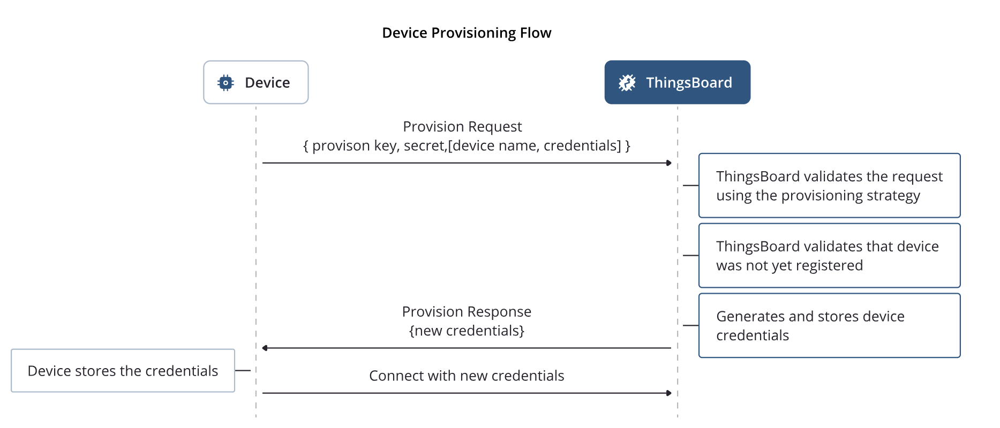 Device Provisioning Flow
Device
ThingsBoard
Provision Request
{ provison key, secret,[device name, credentials] }
ThingsBoard validates the request
using the provisioning strategy
ThingsBoard validates that device
was not yet registered
Generates and stores device
credentials
Provision Response
{new credentials}
Device stores the credentials
Connect with new credentials